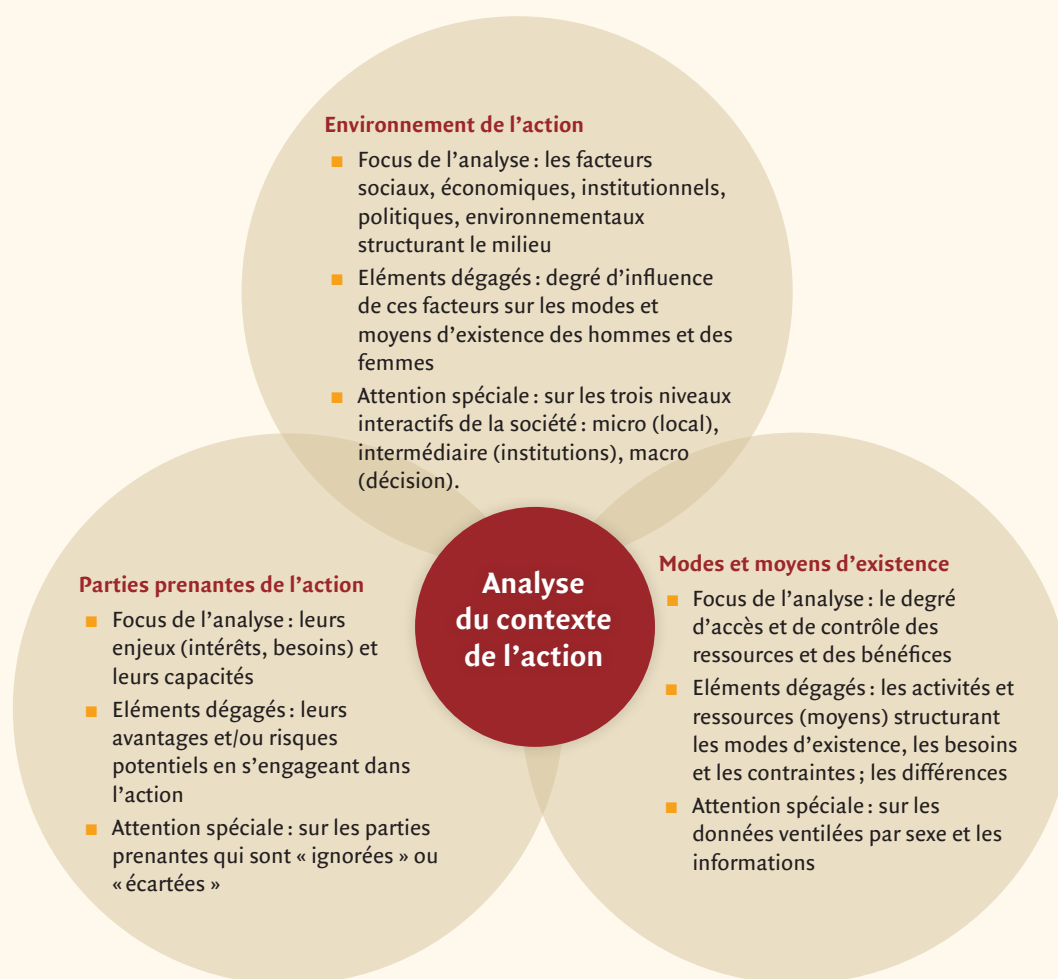 Environnement de l’action
■ Focus de l’analyse : les facteurs
sociaux, économiques, institutionnels,
politiques, environnementaux
structurant le milieu
■ Eléments dégagés : degré d’influence
de ces facteurs sur les modes et
moyens d’existence des hommes et des
femmes
■ Attention spéciale : sur les trois niveaux
interactifs de la société : micro (local),
intermédiaire (institutions), macro
(décision).
Analyse
du contexte
de l’action
Parties prenantes de l’action
■ Focus de l’analyse : leurs
enjeux (intérêts, besoins) et
leurs capacités
■ Eléments dégagés : leurs
avantages et/ou risques
potentiels en s’engageant dans
l’action
■ Attention spéciale : sur les parties
prenantes qui sont « ignorées » ou
« écartées »
Modes et moyens d’existence
■ Focus de l’analyse : le degré
d’accès et de contrôle des
ressources et des bénéfices
■ Eléments dégagés : les activités et
ressources (moyens) structurant
les modes d’existence, les besoins
et les contraintes ; les différences
■ Attention spéciale : sur les
données ventilées par sexe et les
informations